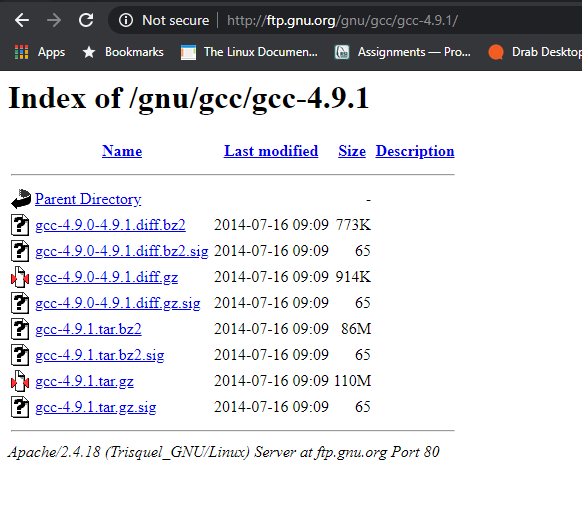 Not secure | http://ftp.gnu.org/gnu/gcc/gcc-4.9.1/
Apps Bookmarks The Linux Documen... Assignments — Pro... Drab Desktop
Index of /gnu/gcc/gcc-4.9.1
Name Last modified Size Description
Parent Directory -
gcc-4.9.0-4.9.1.diff.bz2 2014-07-16 09:09 773K
gcc-4.9.0-4.9.1.diff.bz2.sig 2014-07-16 09:09 65
gcc-4.9.0-4.9.1.diff.gz 2014-07-16 09:09 914K
gcc-4.9.0-4.9.1.diff.gz.sig 2014-07-16 09:09 65
gcc-4.9.1.tar.bz2 2014-07-16 09:09 86M
gcc-4.9.1.tar.bz2.sig 2014-07-16 09:09 65
gcc-4.9.1.tar.gz 2014-07-16 09:09 110M
gcc-4.9.1.tar.gz.sig 2014-07-16 09:09 65
Apache/2.4.18 (Trisquel_GNU/Linux) Server at ftp.gnu.org Port 80